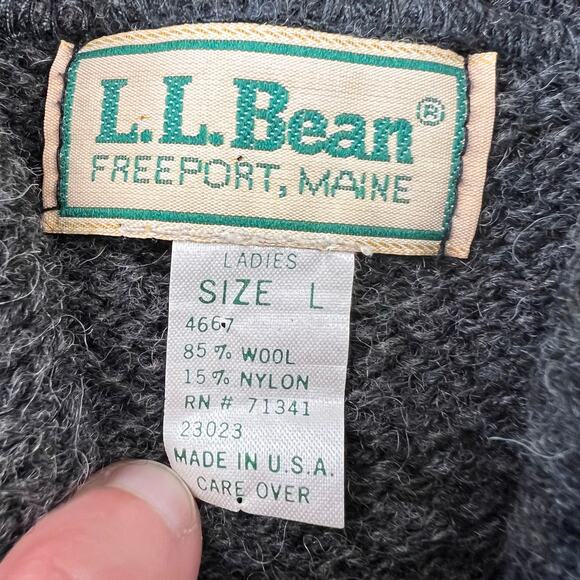 L.L.Bean®
FREEPORT, MAINE
LADIES
SIZE L
4667
85% WOOL
15% NYLON
RN # 71341
23023
MADE IN U.S.A.
CARE OVER